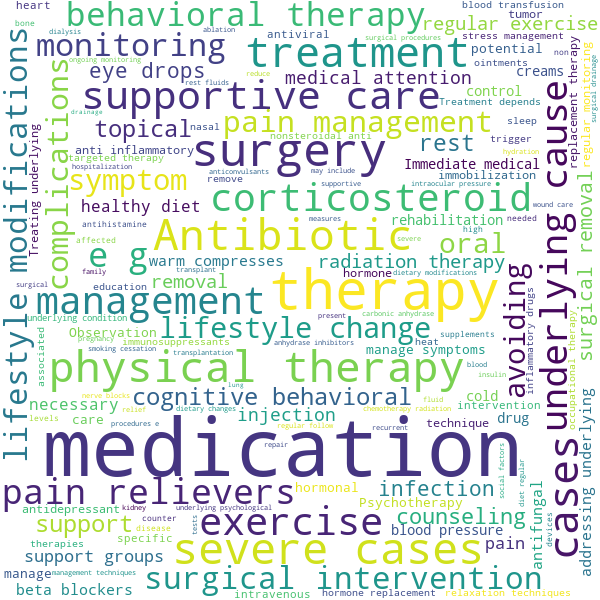 heart
behavioral therapy
blood transfusion
tumor
bone
dialysis
ablation
antiviral
surgical procedures
regular exercise
stress management
non
monitoring
treatment
potential
ointments
ongoing monitoring
reduce
eye drops
rest fluids
medical attention
creams
control
supportive care
Treatment depends
drainage
topical
nasal
pain management
sleep
nonsteroidal anti
rest
trigger
hydration
anti inflammatory
targeted therapy
hospitalization
anticonvulsants
may include
surgery
Immediate medical
symptom
remove
supportive
intraocular pressure
immobilization
wound care
healthy diet
corticosteroid
antihistamine
measures
rehabilitation
needed
affected
severe
high
e g
Antibiotic
oral
warm compresses
radiation therapy
family
transplant
hormone
dietary modifications
education
removal
therapy
management
surgical
underlying condition
present
carbonic anhydrase
Observation
lifestyle change
supplements
pregnancy
immunosuppressants
anhydrase inhibitors
smoking cessation
transplantation
heat
manage symptoms
lung
blood
physical therapy
insulin
cognitive behavioral
nerve blocks
chemotherapy radiation
cold
necessary
relief
dietary changes
fluid
intervention
levels
care
injection
technique
drug
procedures e
regular follow
recurrent
medication
repair
pain relievers
hormonal
infection
antidepressant
kidney
underlying psychological
Psychotherapy
counseling
support
counter
exercise
disease
specific
tests
blood pressure
pain
therapies
support groups
severe cases
manage
management techniques
surgical intervention
beta blockers
intravenous
hormone replacement
relaxation techniques
lifestyle modifications
Treating underlying
complications
associated
avoiding
inflammatory drugs
underlying cause
cases
antifungal
devices
social factors
diet regular
occupational therapy
replacement therapy
regular monitoring
surgical drainage
surgical removal
addressing underlying